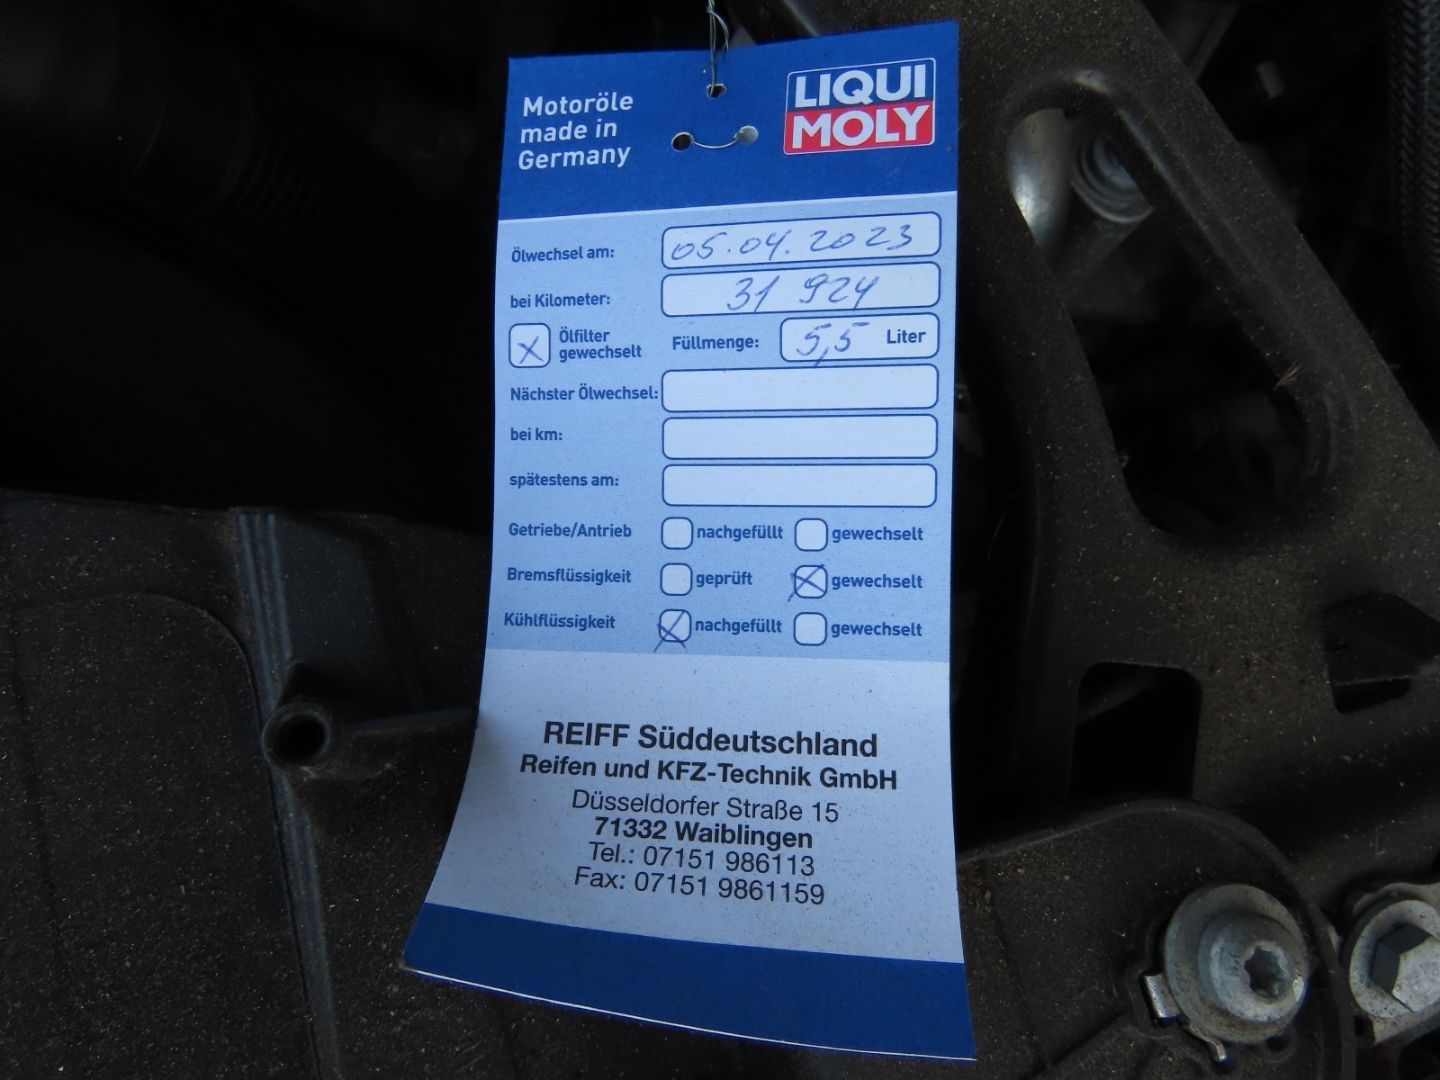 Motoröle
made in
Germany
LIQUI
MOLY
Ölwechsel am: 05.04.2023
bei Kilometer: 31 924
Ölfilter
gewechselt
Füllmenge: 5,5 Liter
Nächster Ölwechsel:
bei km:
spätestens am:
Getriebe/Antrieb nachgefüllt gewechselt
Bremsflüssigkeit geprüft gewechselt
Kühlflüssigkeit nachgefüllt gewechselt
REIFF Süddeutschland
Reifen und KFZ-Technik GmbH
Düsseldorfer Straße 15
71332 Waiblingen
Tel.: 07151 986113
Fax: 07151 9861159